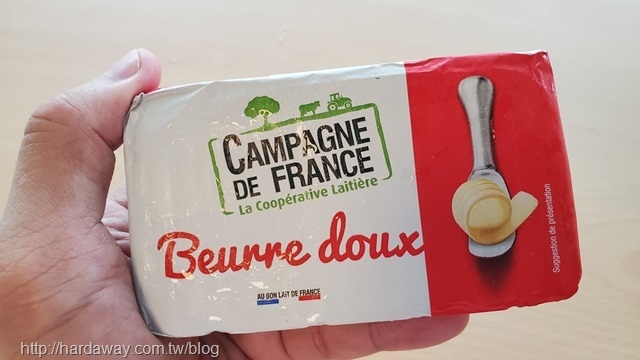 CAMPAGNE
DE FRANCE
La Coopérative Laitière
Beurre doux
AU BON LAIT DE FRANCE
Suggestion de présentation
http://hardaway.com.tw/blog